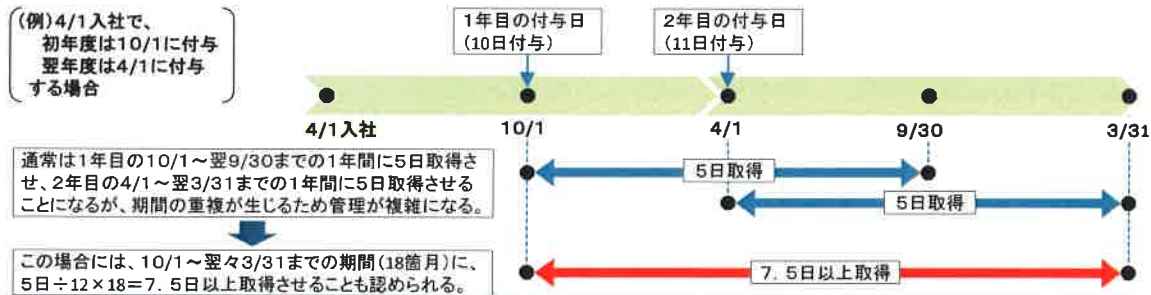 (例)4/1入社で、
初年度は10/1に付与
翌年度は4/1に付与
する場合
1年目の付与日
(10日付与)
2年目の付与日
(11日付与)
4/1入社
10/1
4/1
9/30
3/31
通常は1年目の10/1~翌9/30までの1年間に5日取得さ
せ、2年目の4/1~翌3/31までの1年間に5日取得させる
ことになるが、期間の重複が生じるため管理が複雑になる。
5日取得
5日取得
この場合には、10/1~翌々3/31までの期間(18箇月)に、
5日÷12×18=7.5日以上取得させることも認められる。
7.5日以上取得